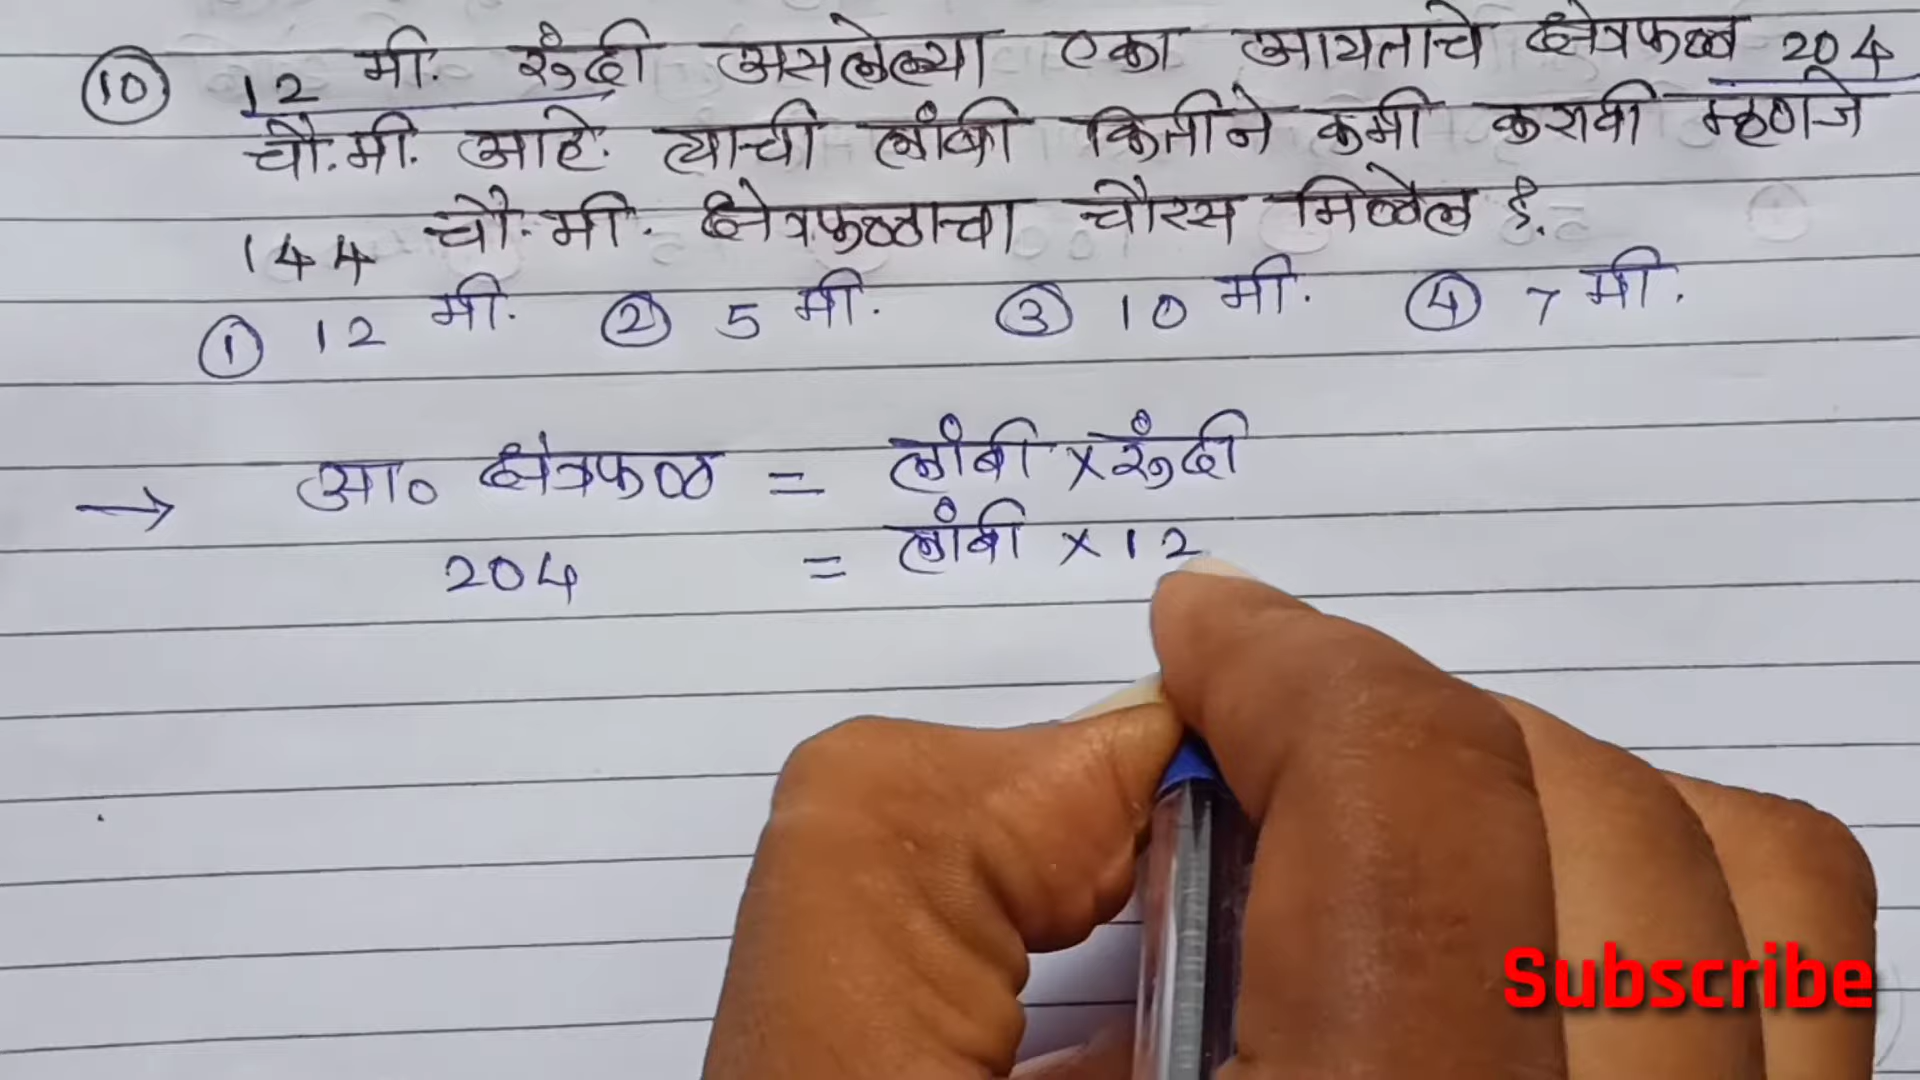 ⑩ 12 मी. रुंदी असलेल्या एका आयताचे क्षेत्रफळ 204
चौ.मी. आहे. त्याची लांबी कितीने कमी करावी म्हणजे
144 चौ.मी. क्षेत्रफळाचा चौरस मिळेल ?.
① 12 मी. ② 5 मी. ③ 10 मी. ④ 7 मी.
→ आ० क्षेत्रफळ = लांबी × रुंदी
204 = लांबी × 12
Subscribe